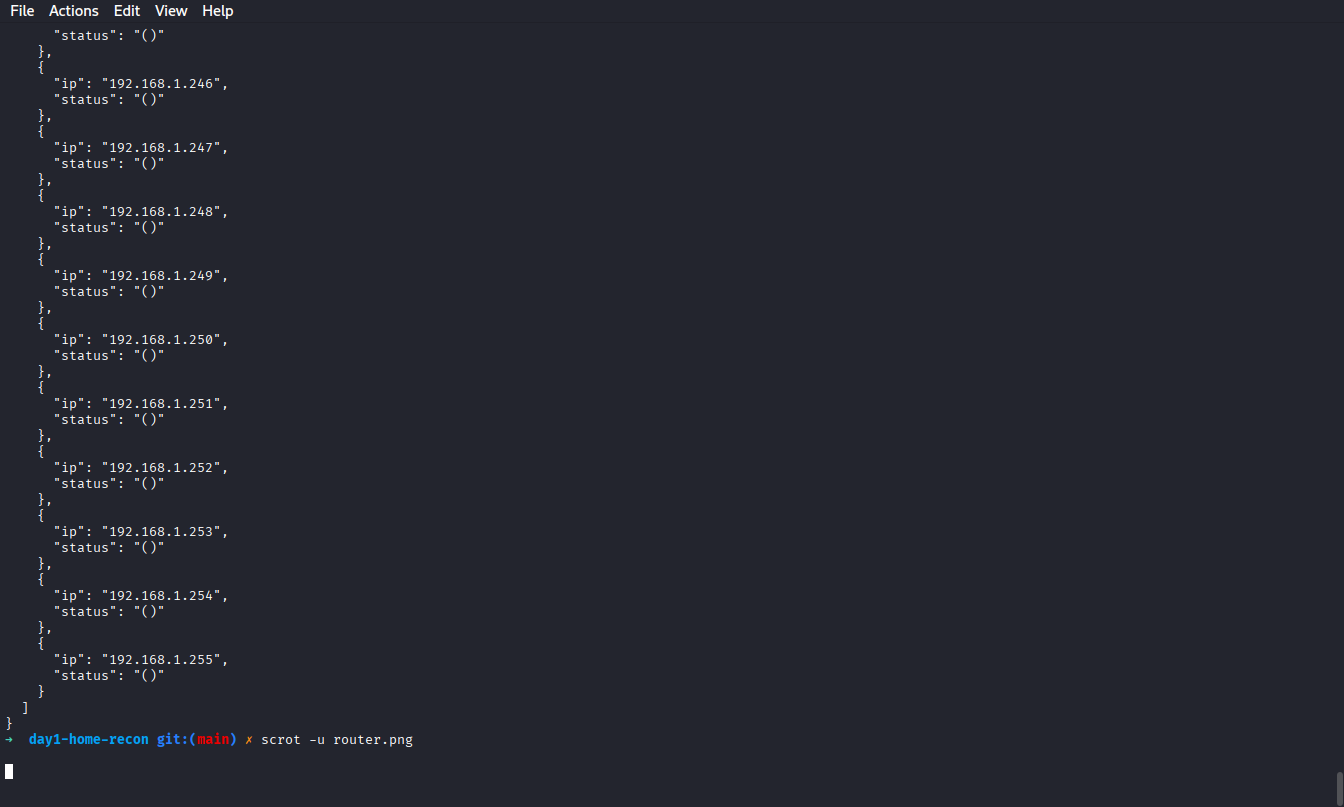 File Actions Edit View Help
      "status": "()"
    },
    {
      "ip": "192.168.1.246",
      "status": "()"
    },
    {
      "ip": "192.168.1.247",
      "status": "()"
    },
    {
      "ip": "192.168.1.248",
      "status": "()"
    },
    {
      "ip": "192.168.1.249",
      "status": "()"
    },
    {
      "ip": "192.168.1.250",
      "status": "()"
    },
    {
      "ip": "192.168.1.251",
      "status": "()"
    },
    {
      "ip": "192.168.1.252",
      "status": "()"
    },
    {
      "ip": "192.168.1.253",
      "status": "()"
    },
    {
      "ip": "192.168.1.254",
      "status": "()"
    },
    {
      "ip": "192.168.1.255",
      "status": "()"
    }
  ]
}
→ day1-home-recon git:(main) ✗ scrot -u router.png